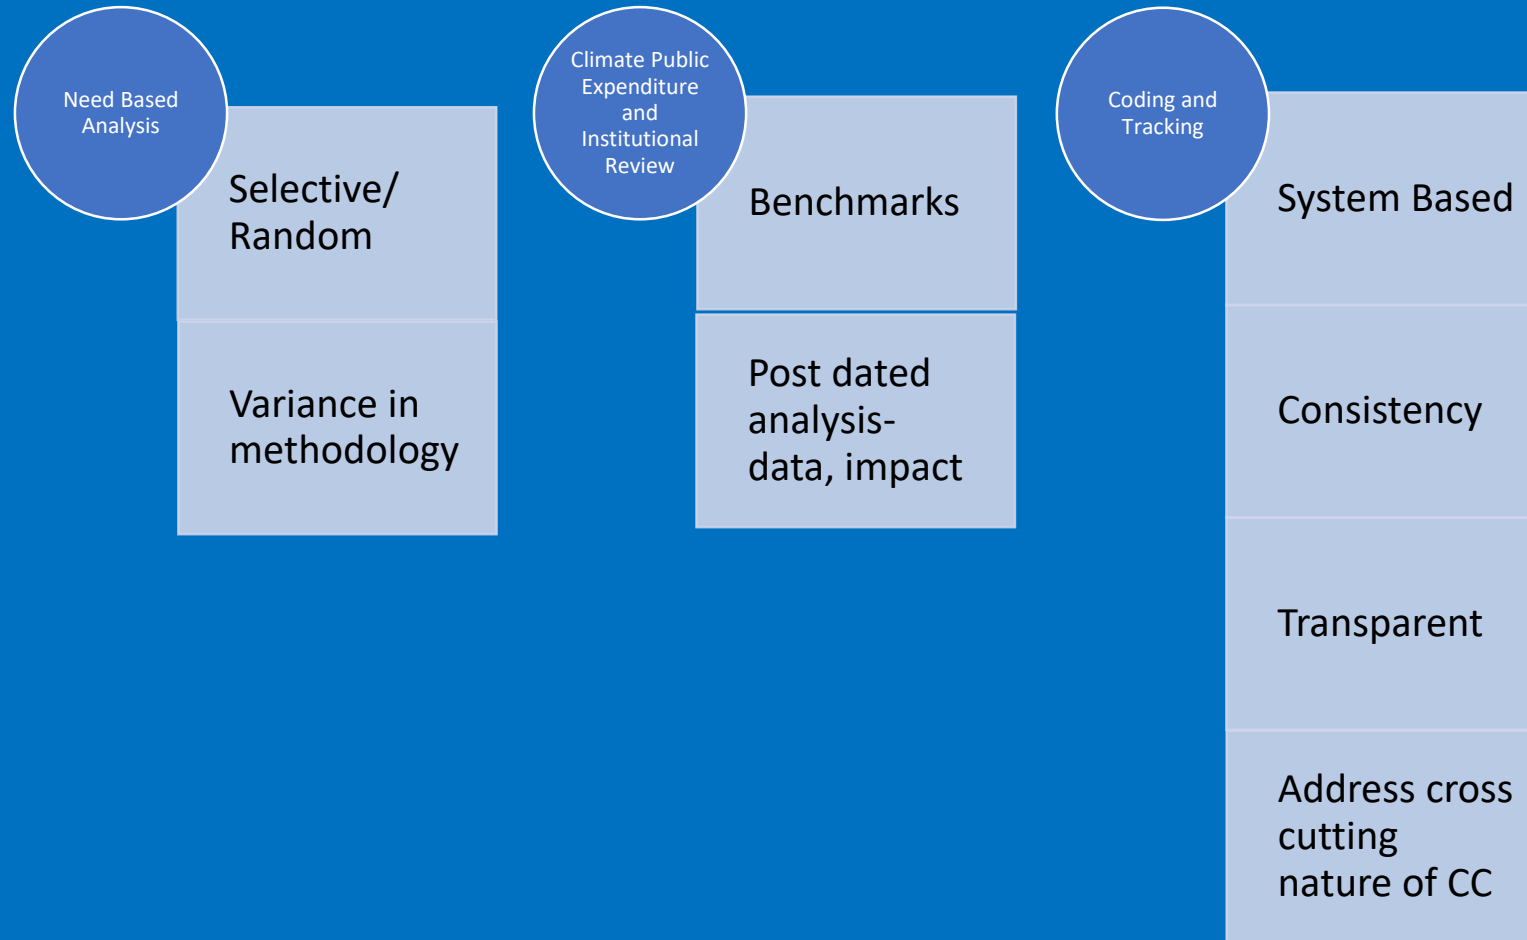 Need Based
Analysis
Selective/
Random
Variance in
methodology
Climate Public
Expenditure
and
Institutional
Review
Benchmarks
Post dated
analysis-
data, impact
Coding and
Tracking
System Based
Consistency
Transparent
Address cross
cutting
nature of CC